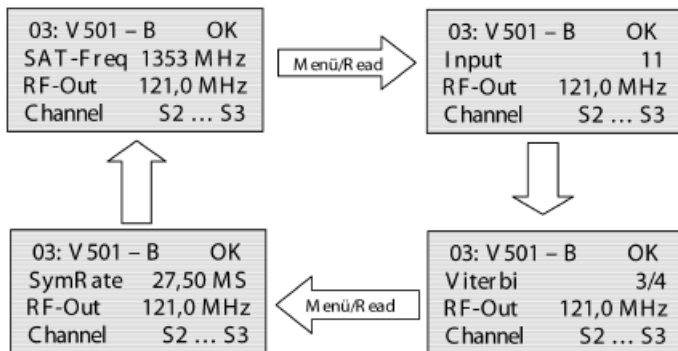 03: V 501 – B OK
SAT-Freq 1353 MHz
RF-Out 121,0 MHz
Channel S2 ... S3
Menü/Read
03: V 501 – B OK
Input 11
RF-Out 121,0 MHz
Channel S2 ... S3
03: V 501 – B OK
SymRate 27,50 MS
RF-Out 121,0 MHz
Channel S2 ... S3
Menü/Read
03: V 501 – B OK
Viterbi 3/4
RF-Out 121,0 MHz
Channel S2 ... S3